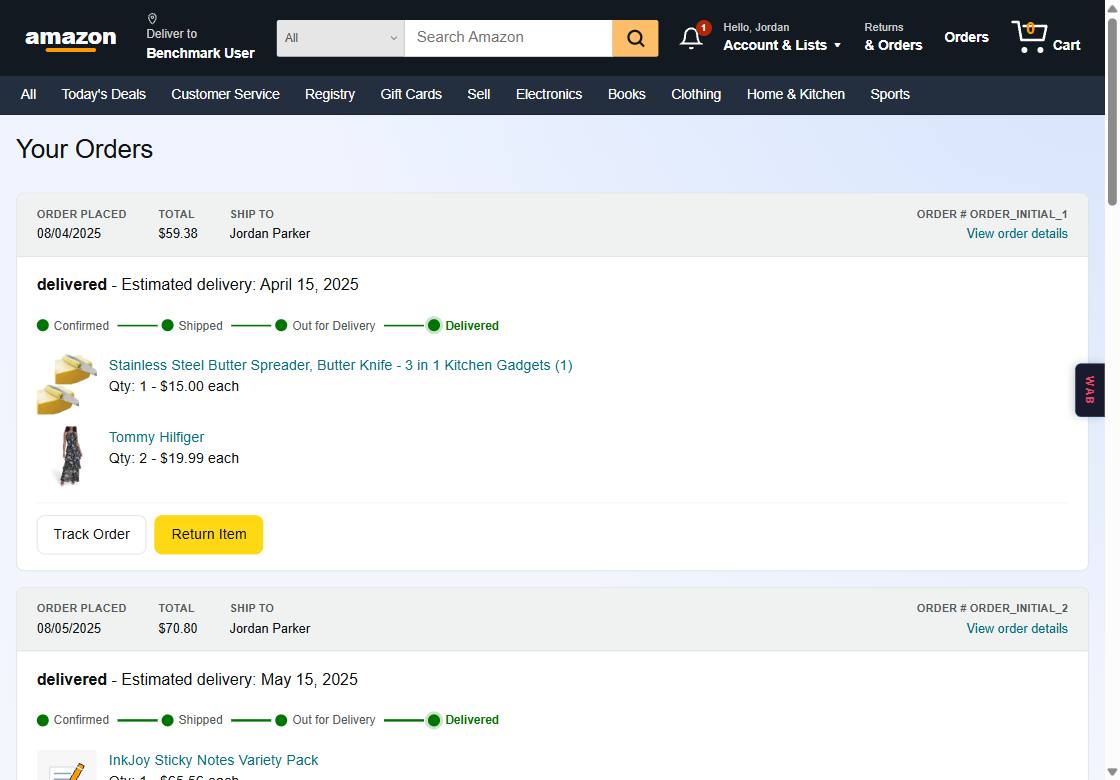 amazon
Deliver to
Benchmark User
All
Search Amazon
1
Hello, Jordan
Account & Lists
Returns
& Orders
Orders
0
Cart
All
Today's Deals
Customer Service
Registry
Gift Cards
Sell
Electronics
Books
Clothing
Home & Kitchen
Sports
Your Orders
ORDER PLACED
08/04/2025
TOTAL
$59.38
SHIP TO
Jordan Parker
ORDER # ORDER_INITIAL_1
View order details
delivered - Estimated delivery: April 15, 2025
Confirmed
Shipped
Out for Delivery
Delivered
Stainless Steel Butter Spreader, Butter Knife - 3 in 1 Kitchen Gadgets (1)
Qty: 1 - $15.00 each
Tommy Hilfiger
Qty: 2 - $19.99 each
Track Order
Return Item
WAB
ORDER PLACED
08/05/2025
TOTAL
$70.80
SHIP TO
Jordan Parker
ORDER # ORDER_INITIAL_2
View order details
delivered - Estimated delivery: May 15, 2025
Confirmed
Shipped
Out for Delivery
Delivered
InkJoy Sticky Notes Variety Pack
Qty: 1 - $65.56 each